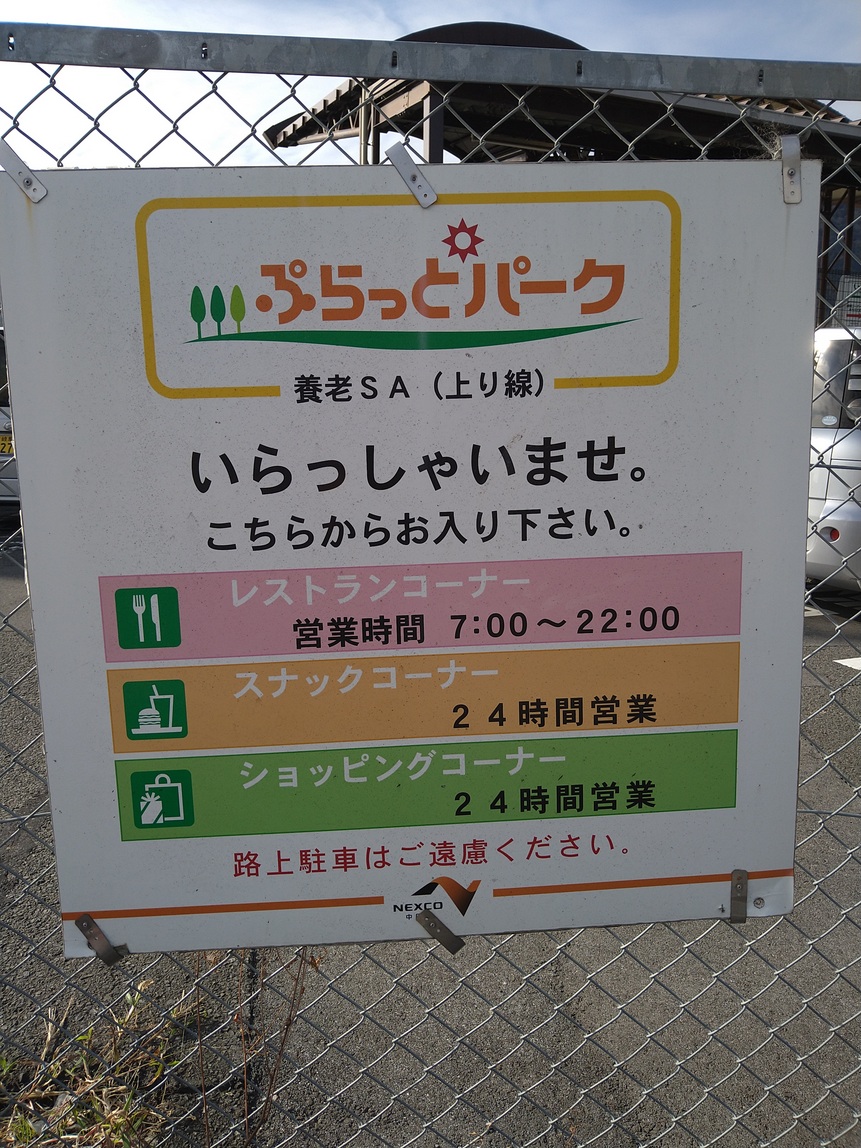 ぷらっとパーク
養老SA（上り線）
いらっしゃいませ。
こちらからお入り下さい。
レストランコーナー
営業時間 7:00～22:00
スナックコーナー
24時間営業
ショッピングコーナー
24時間営業
路上駐車はご遠慮ください。
NEXCO
中
27